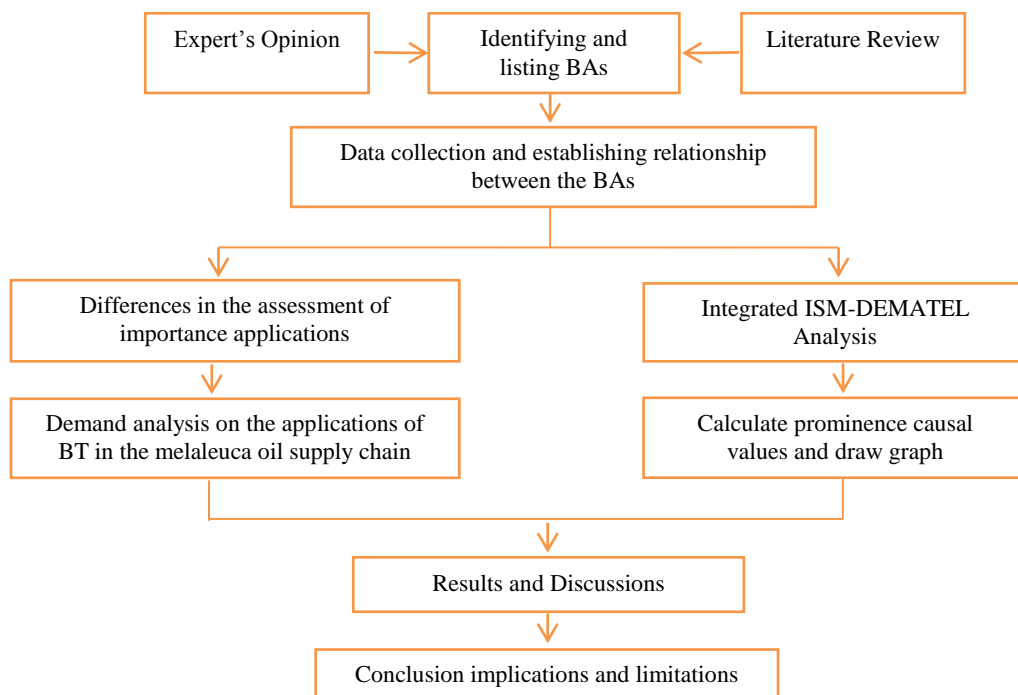 Expert's Opinion
Identifying and
listing BAs
Literature Review
Data collection and establishing relationship
between the BAs
Differences in the assessment of
importance applications
Integrated ISM-DEMATEL
Analysis
Demand analysis on the applications of
BT in the melaleuca oil supply chain
Calculate prominence causal
values and draw graph
Results and Discussions
Conclusion implications and limitations